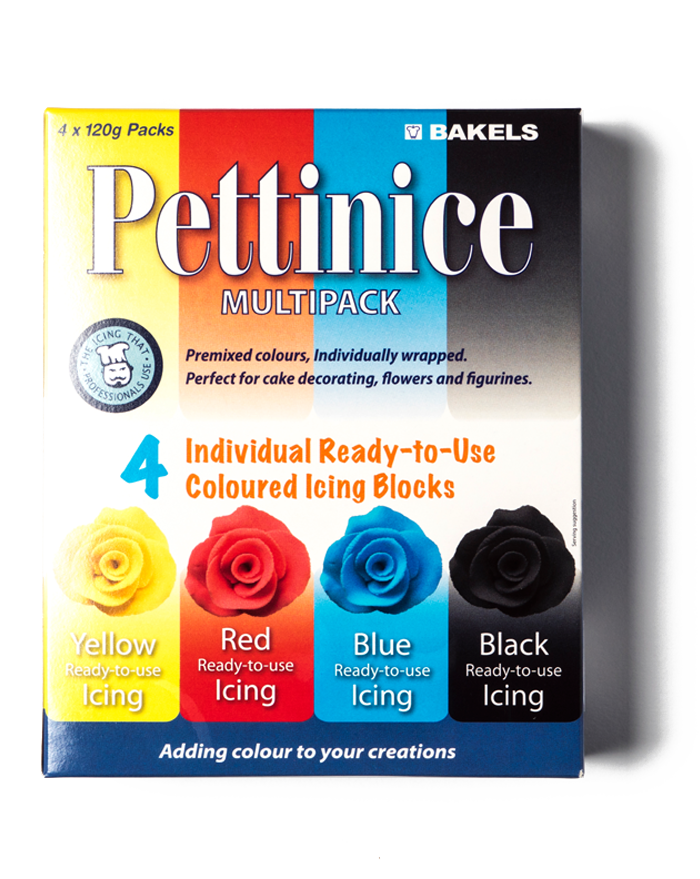 4 x 120g Packs
BAKELS
Pettinice
MULTIPACK
• THE ICING THAT • PROFESSIONALS USE
Premixed colours, Individually wrapped.
Perfect for cake decorating, flowers and figurines.
4
Individual Ready-to-Use
Coloured Icing Blocks
Serving suggestion
Yellow
Ready-to-use
Icing
Red
Ready-to-use
Icing
Blue
Ready-to-use
Icing
Black
Ready-to-use
Icing
Adding colour to your creations